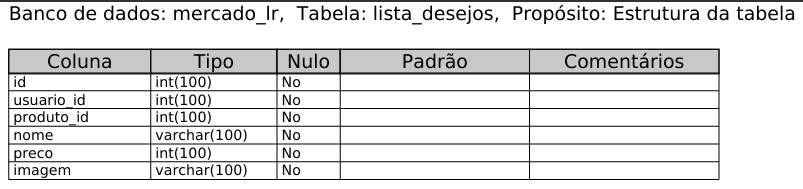 Banco de dados: mercado_lr, Tabela: lista_desejos, Propósito: Estrutura da tabela
Coluna Tipo Nulo Padrão Comentários
id int(100) No
usuario_id int(100) No
produto_id int(100) No
nome varchar(100) No
preco int(100) No
imagem varchar(100) No